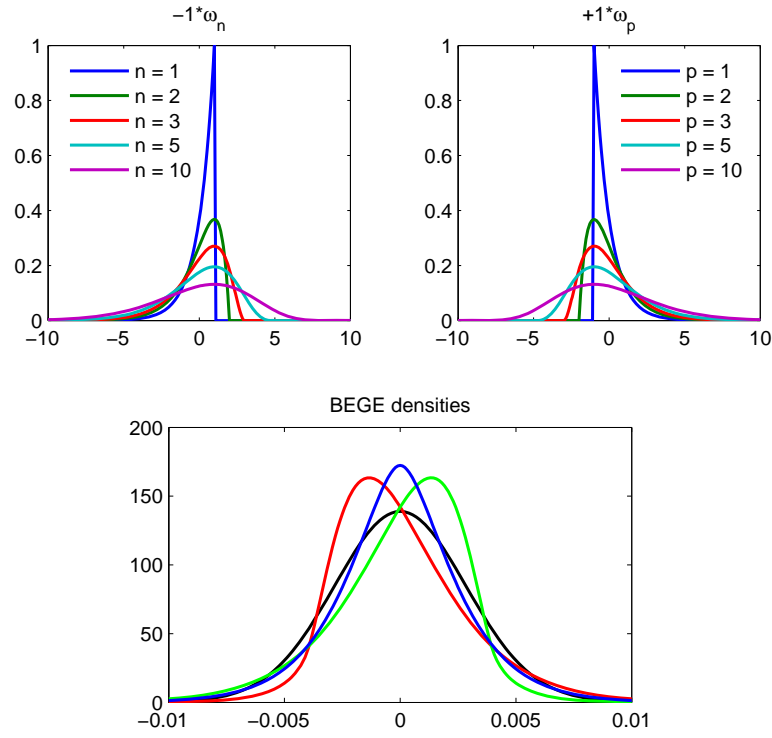 −1*ωn
1
0.8
0.6
0.4
0.2
0
−10
−5
0
5
10
n = 1
n = 2
n = 3
n = 5
n = 10
+1*ωp
1
0.8
0.6
0.4
0.2
0
−10
−5
0
5
10
p = 1
p = 2
p = 3
p = 5
p = 10
BEGE densities
200
150
100
50
0
−0.01
−0.005
0
0.005
0.01